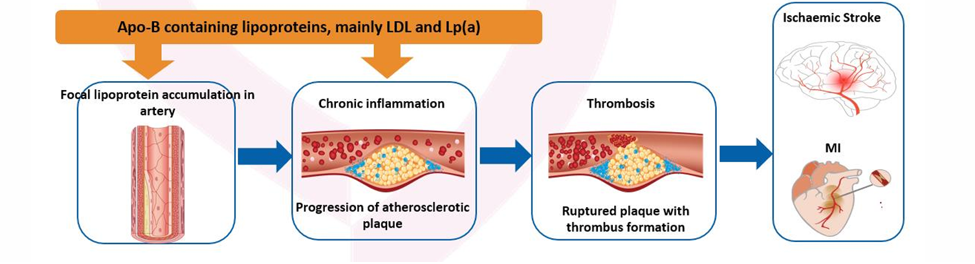 Apo-B containing lipoproteins, mainly LDL and Lp(a)
Focal lipoprotein accumulation in
artery
Chronic inflammation
Progression of atherosclerotic
plaque
Thrombosis
Ruptured plaque with
thrombus formation
Ischaemic Stroke
MI